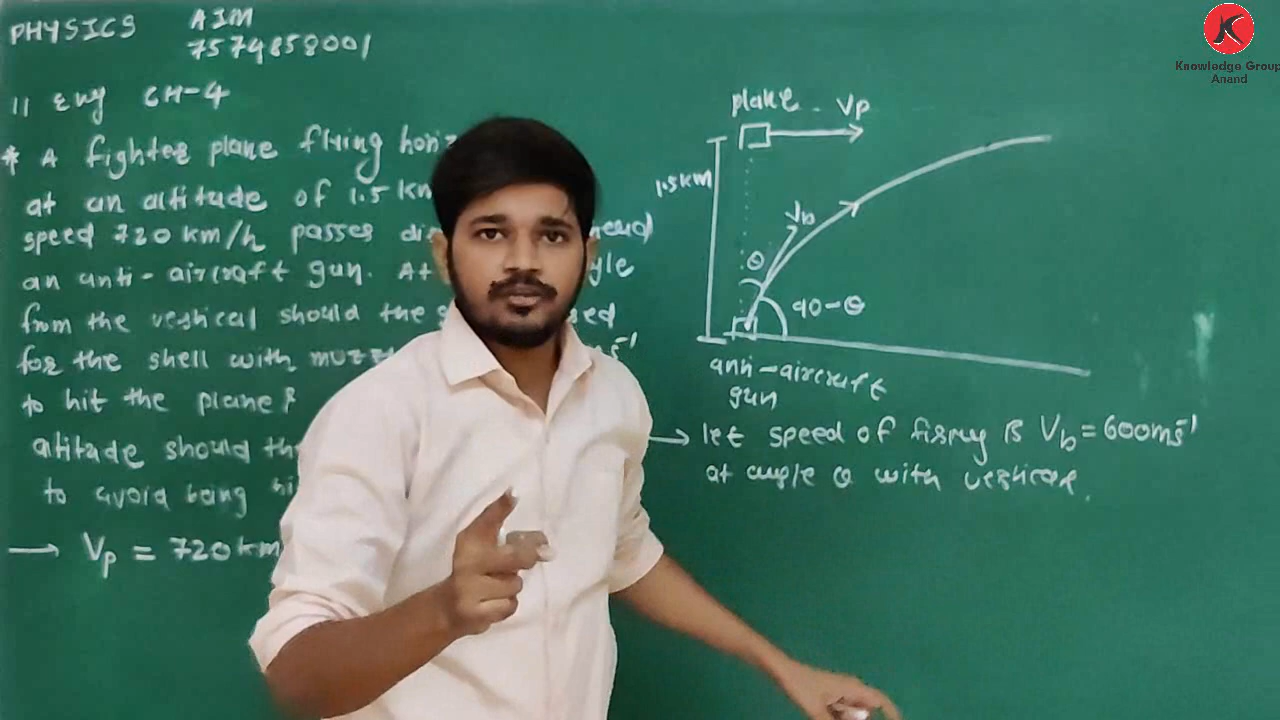 PHYSICS AIM
7574858001
11 Eng CH-4
* A fighter plane flying
at an altitude of 1.5
speed 720 km/h passes
an anti-aircraft gun. At
from the vertical should the
for the shell with
to hit the plane?
altitude should
to avoid being
→ Vp = 720 km
plane Vp
1.5 km
Vb
θ
90-θ
anti-aircraft
gun
→ let speed of firing is Vb = 600ms⁻¹
at angle θ with vertical.
K
Knowledge Group
Anand